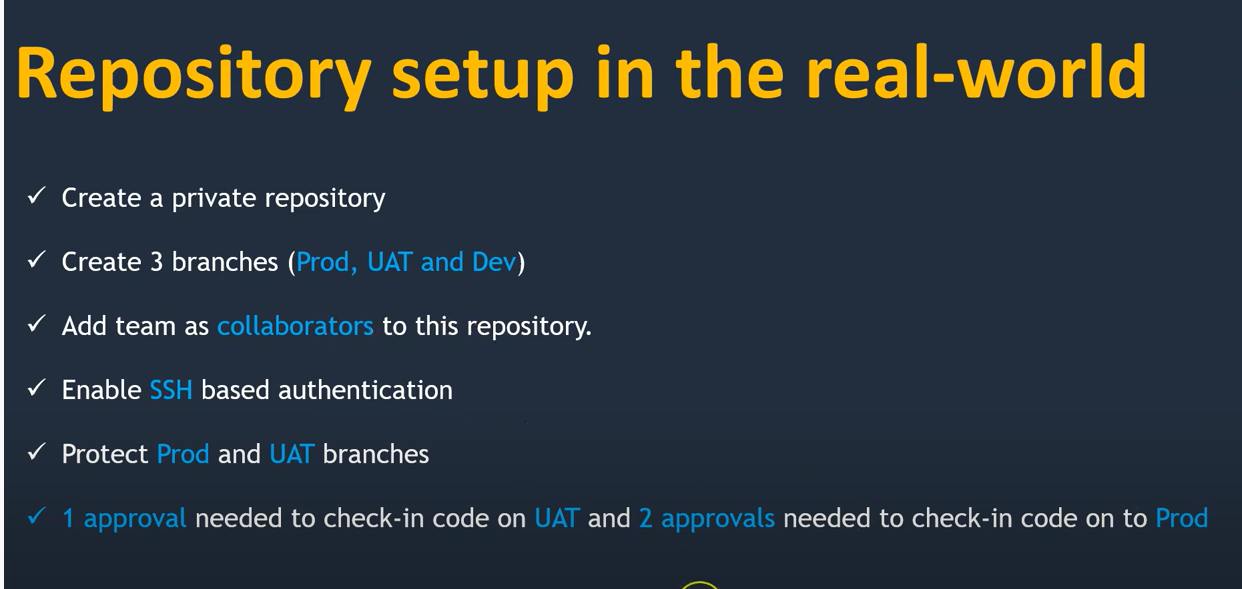 Repository setup in the real-world
✓ Create a private repository
✓ Create 3 branches (Prod, UAT and Dev)
✓ Add team as collaborators to this repository.
✓ Enable SSH based authentication
✓ Protect Prod and UAT branches
✓ 1 approval needed to check-in code on UAT and 2 approvals needed to check-in code on to Prod